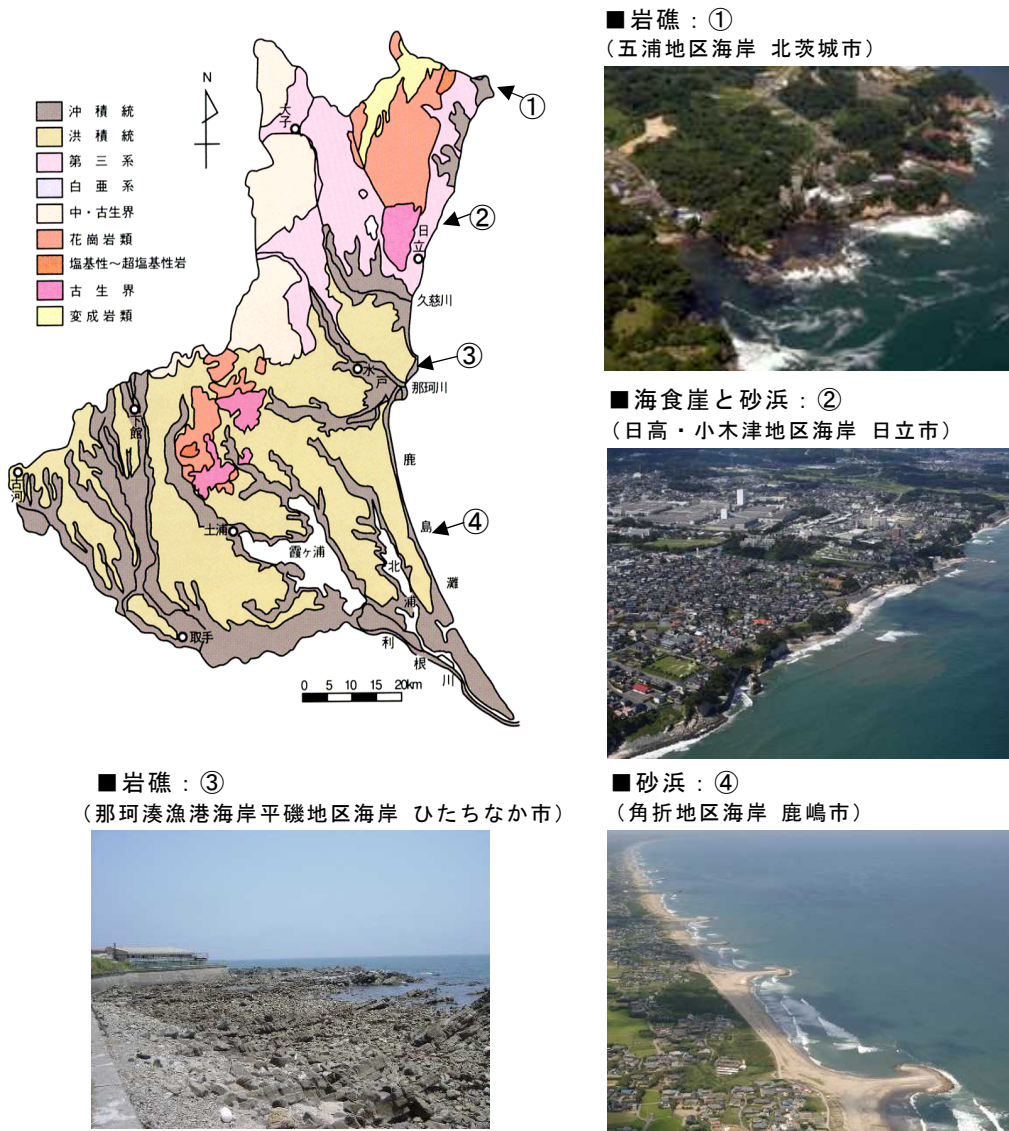 N
沖積統
洪積統
第三系
白亜系
中・古生界
花崗岩類
塩基性～超塩基性岩
古生界
変成岩類
大子
日立
久慈川
水戸
那珂川
下館
古河
土浦
霞ヶ浦
北浦
鹿島灘
取手
利根川
0 5 10 15 20km
①
②
③
④
■岩礁：①
（五浦地区海岸 北茨城市）
■海食崖と砂浜：②
（日高・小木津地区海岸 日立市）
■岩礁：③
（那珂湊漁港海岸平磯地区海岸 ひたちなか市）
■砂浜：④
（角折地区海岸 鹿嶋市）